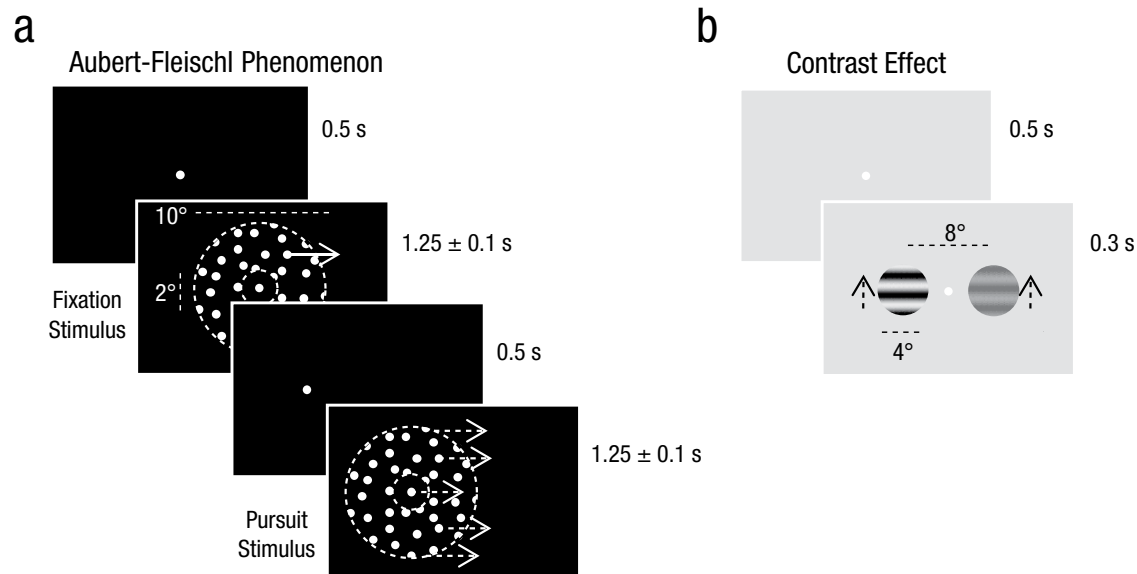 a
Aubert-Fleischl Phenomenon
0.5 s
10°
1.25 ± 0.1 s
2°
Fixation
Stimulus
0.5 s
1.25 ± 0.1 s
Pursuit
Stimulus
b
Contrast Effect
0.5 s
8°
0.3 s
4°